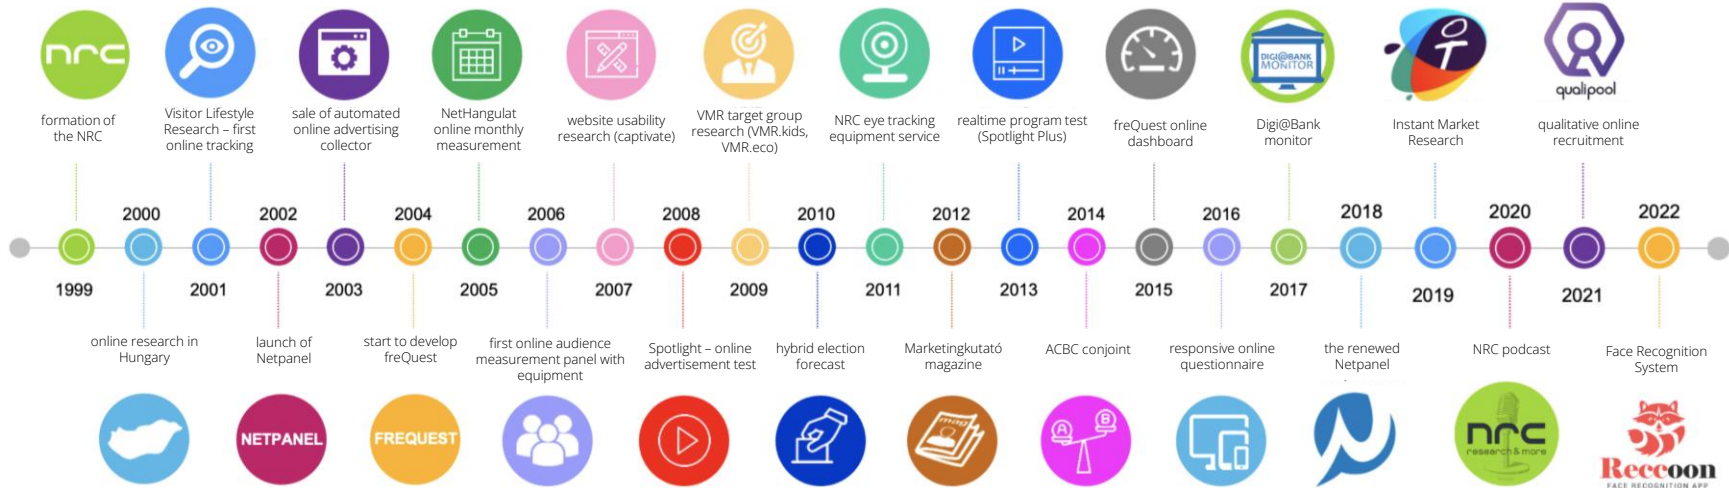 nrc
formation of
the NRC
Visitor Lifestyle
Research – first
online tracking
sale of automated
online advertising
collector
NetHangulat
online monthly
measurement
website usability
research (captivate)
VMR target group
research (VMR.kids,
VMR.eco)
NRC eye tracking
equipment service
realtime program test
(Spotlight Plus)
freQuest online
dashboard
DIGI@BANK
MONITOR
Digi@Bank
monitor
Instant Market
Research
qualipool
qualitative online
recruitment
2000
2002
2004
2006
2008
2010
2012
2014
2016
2018
2020
2022
1999
2001
2003
2005
2007
2009
2011
2013
2015
2017
2019
2021
online research in
Hungary
launch of
Netpanel
start to develop
freQuest
first online audience
measurement panel with
equipment
Spotlight – online
advertisement test
hybrid election
forecast
Marketingkutató
magazine
ACBC conjoint
responsive online
questionnaire
the renewed
Netpanel
NRC podcast
Face Recognition
System
NETPANEL
FREQUEST
mag
A
B
nrc
research & more
Reccoon
FACE RECOGNITION APP